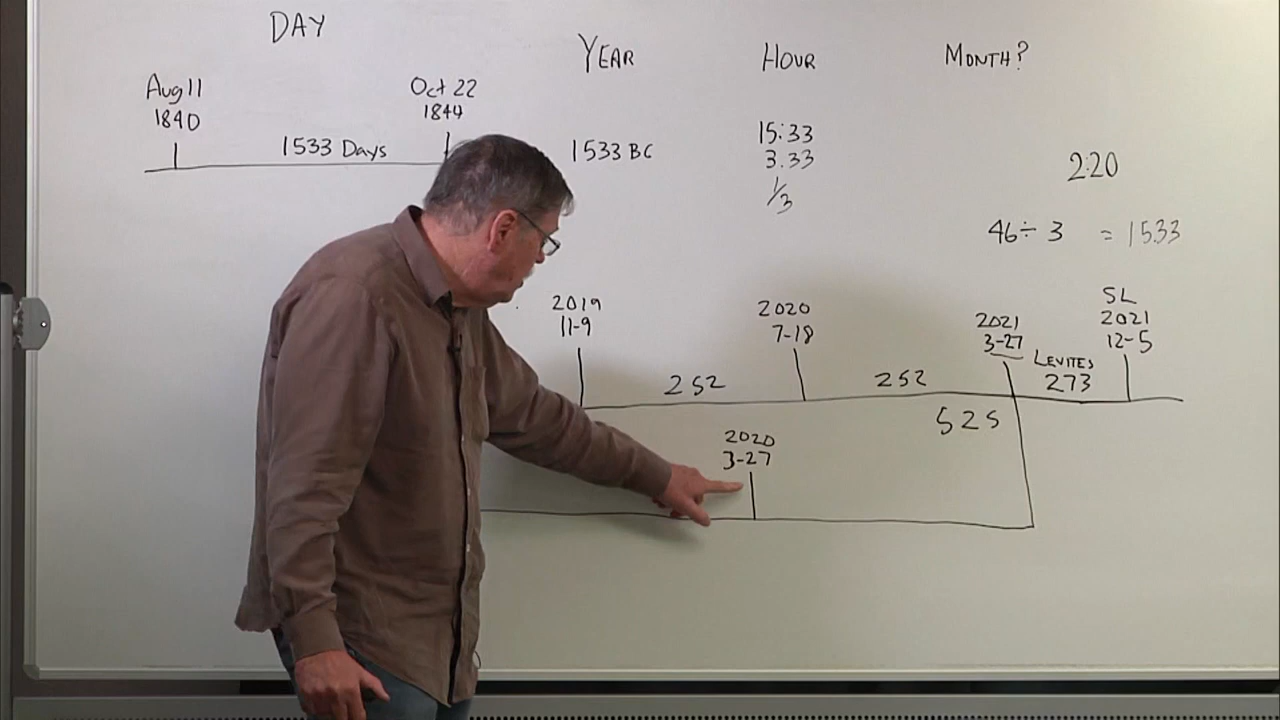 DAY
YEAR
HOUR
MONTH?
Aug 11
1840
1533 Days
Oct 22
1844
1533 BC
15:33
3.33
1/3
2:20
46 ÷ 3 = 1533
2019
11-9
252
2020
7-18
252
2021
3-27
LEVITES
273
SL
2021
12-5
525
2020
3-27